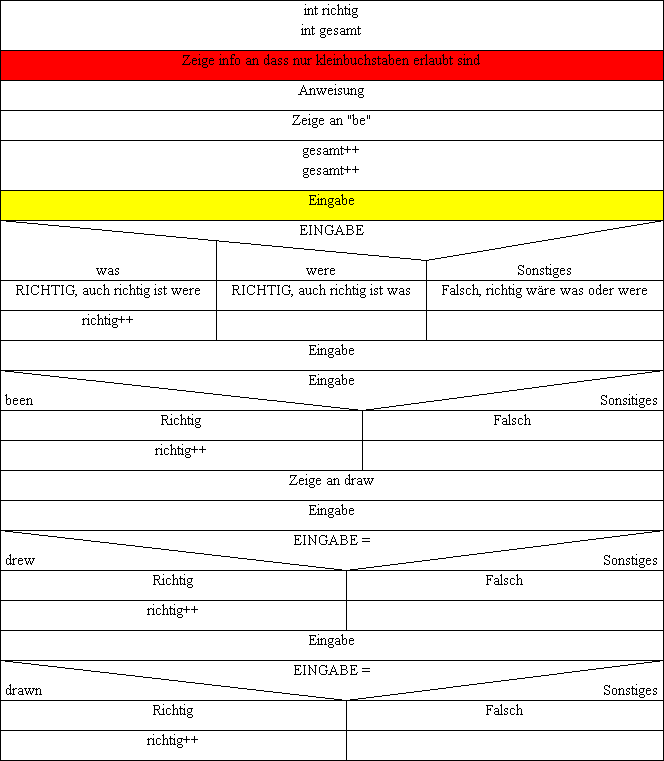 int richtig
int gesamt
Zeige info an dass nur kleinbuchstaben erlaubt sind
Anweisung
Zeige an "be"
gesamt++
gesamt++
Eingabe
EINGABE
was were Sonstiges
RICHTIG, auch richtig ist were RICHTIG, auch richtig ist was Falsch, richtig wäre was oder were
richtig++
Eingabe
Eingabe
been Sonsitiges
Richtig Falsch
richtig++
Zeige an draw
Eingabe
EINGABE =
drew Sonstiges
Richtig Falsch
richtig++
Eingabe
EINGABE =
drawn Sonstiges
Richtig Falsch
richtig++